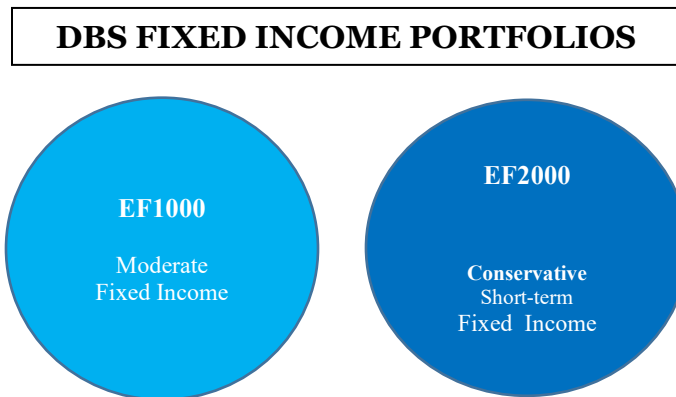 DBS FIXED INCOME PORTFOLIOS
EF1000
Moderate
Fixed Income
EF2000
Conservative
Short-term
Fixed Income